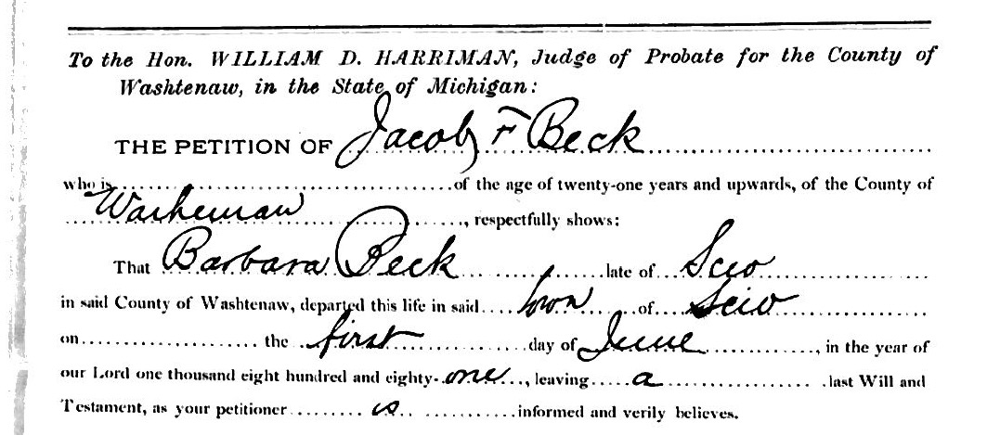 To the Hon. WILLIAM D. HARRIMAN, Judge of Probate for the County of
Washtenaw, in the State of Michigan:
THE PETITION OF Jacob F Beck
who is of the age of twenty-one years and upwards, of the County of
Washtenaw, respectfully shows:
That Barbara Beck late of Scio
in said County of Washtenaw, departed this life in said town of Scio
on the first day of June, in the year of
our Lord one thousand eight hundred and eighty-one, leaving a last Will and
Testament, as your petitioner is informed and verily believes.